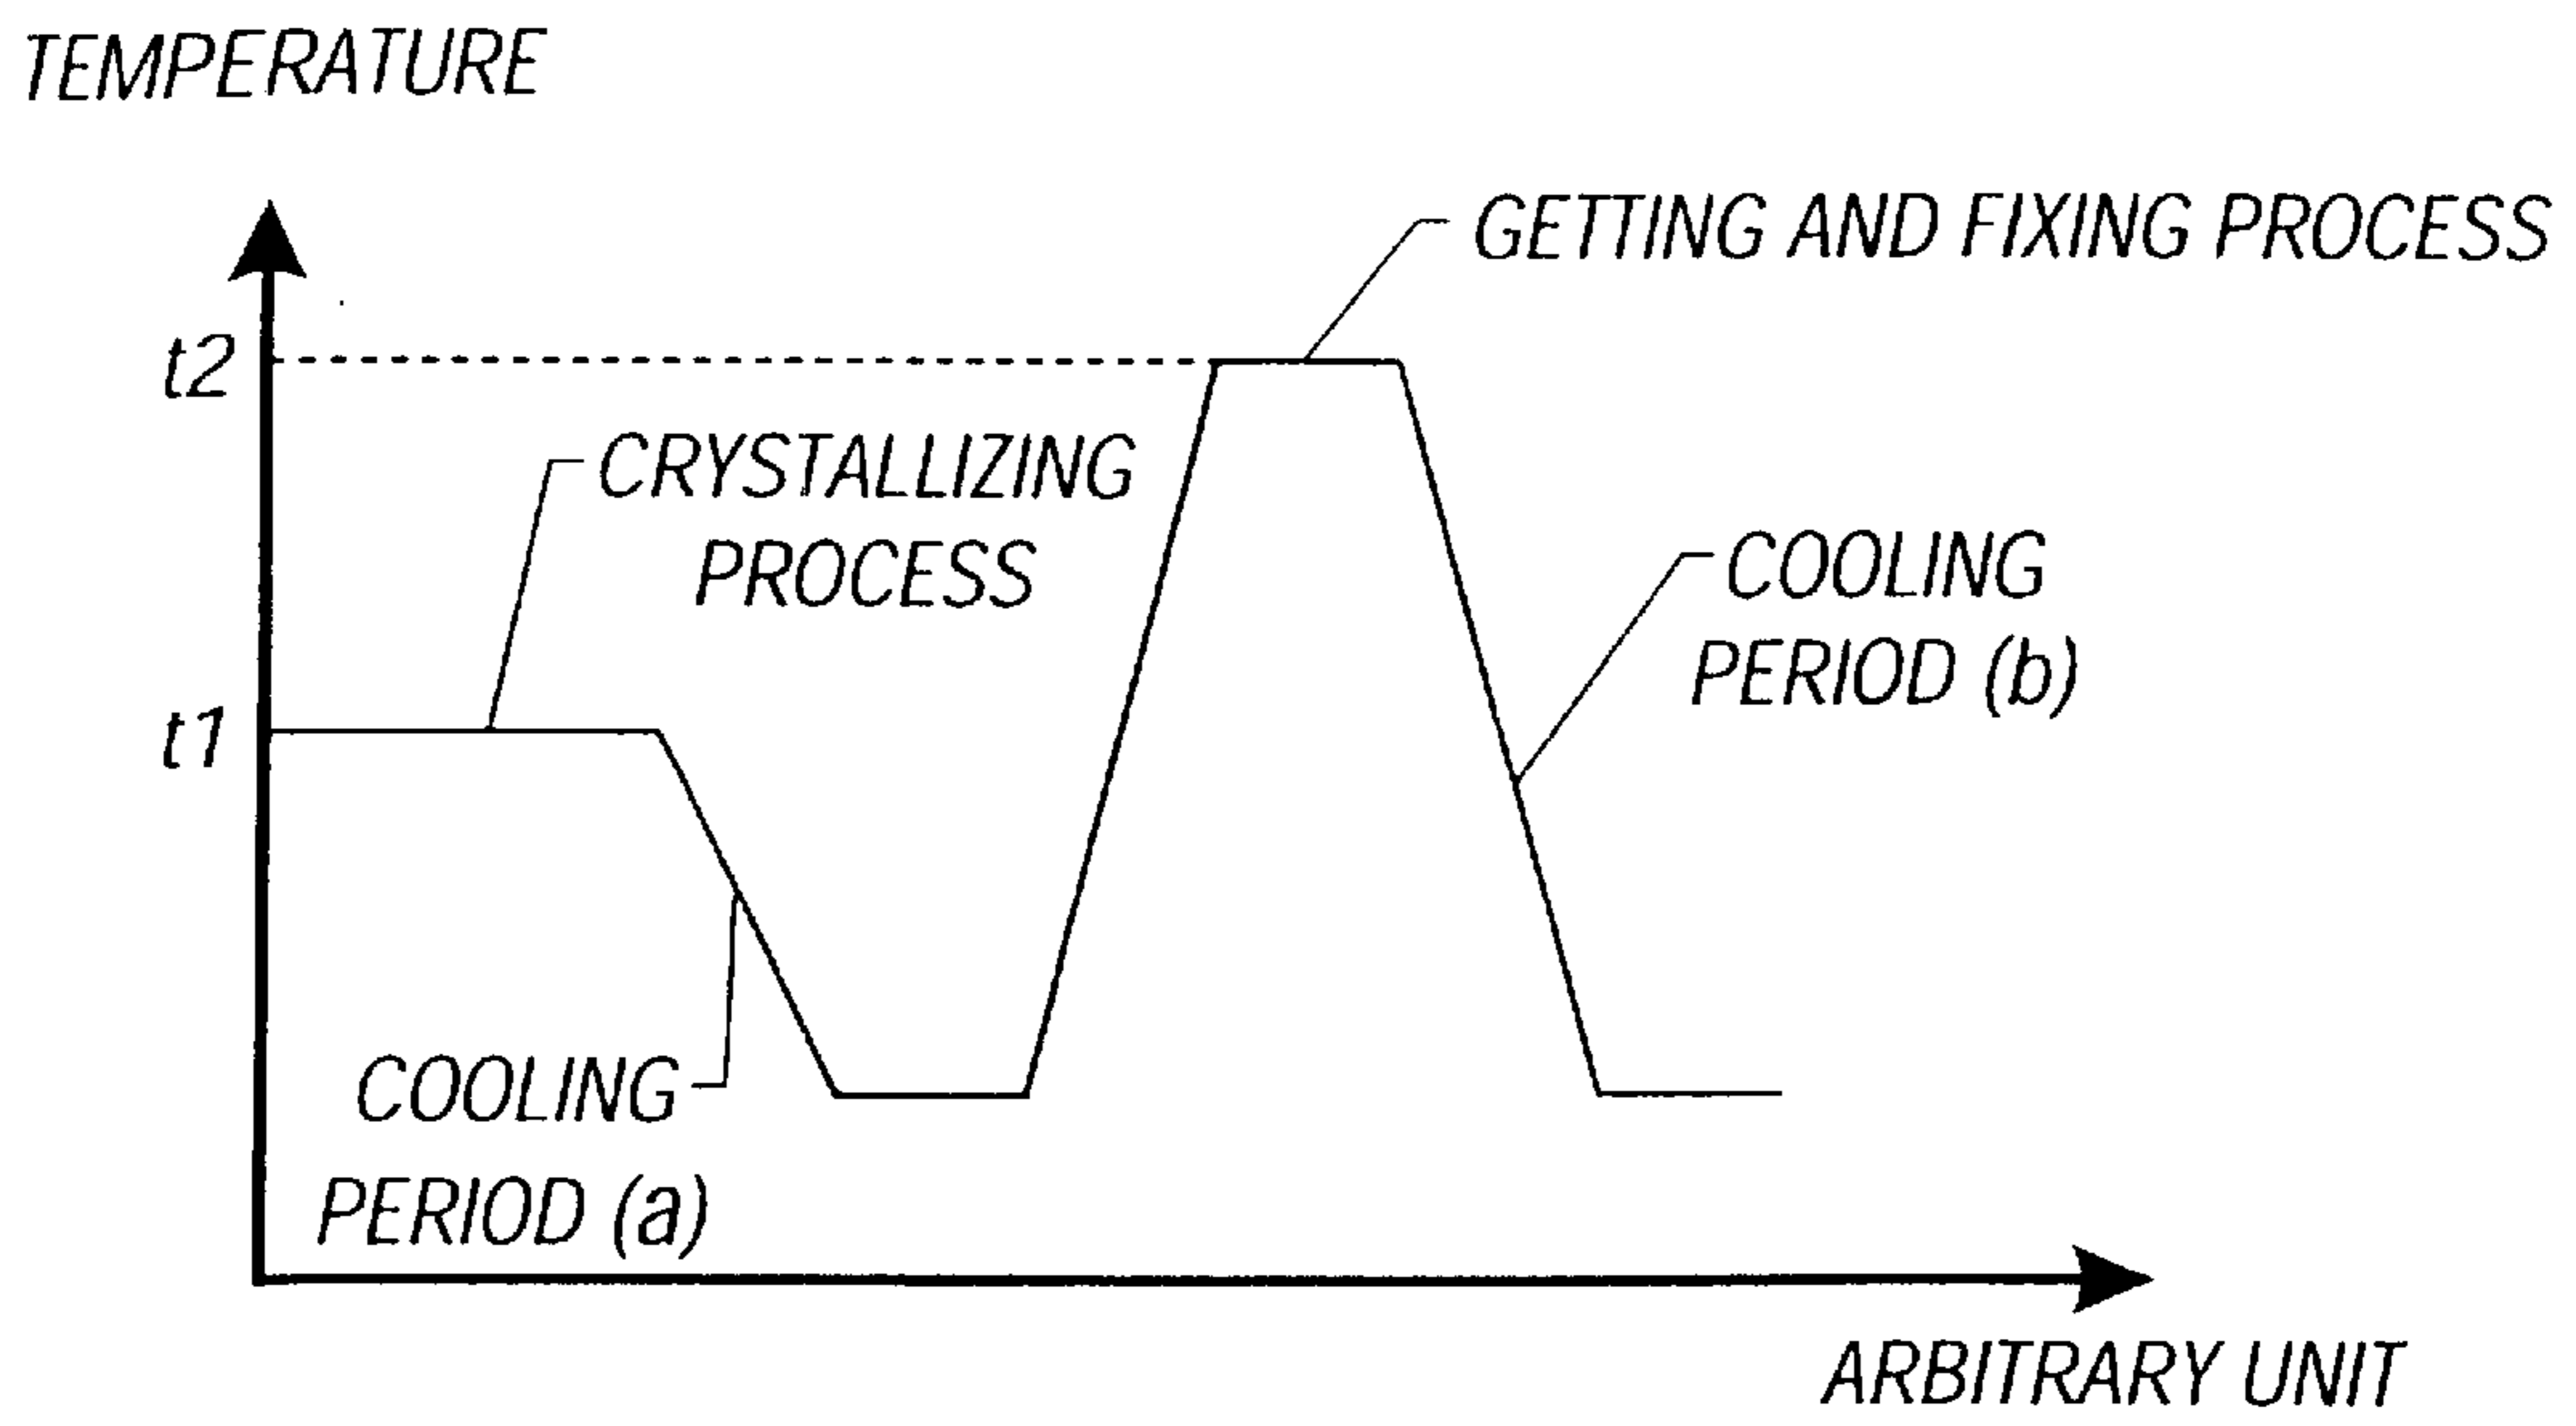 TEMPERATURE
GETTING AND FIXING PROCESS
t2
CRYSTALLIZING
PROCESS
COOLING
PERIOD (b)
t1
COOLING
PERIOD (a)
ARBITRARY UNIT